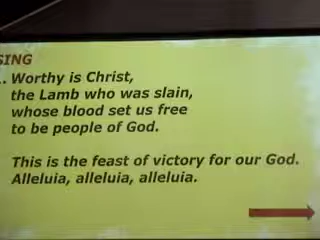 SING
1. Worthy is Christ,
the Lamb who was slain,
whose blood set us free
to be people of God.
This is the feast of victory for our God.
Alleluia, alleluia, alleluia.